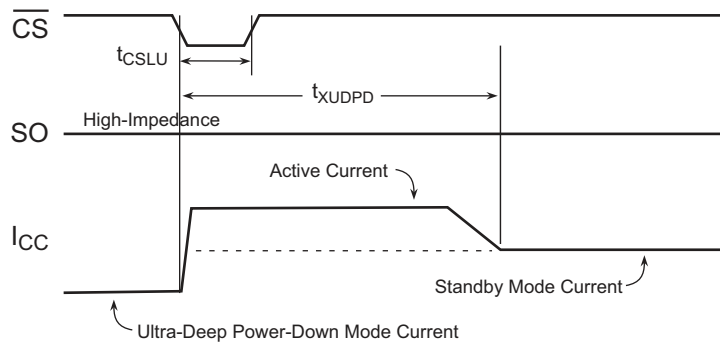 CS
tCSLU
tXUDPD
High-Impedance
SO
Active Current
ICC
Standby Mode Current
Ultra-Deep Power-Down Mode Current